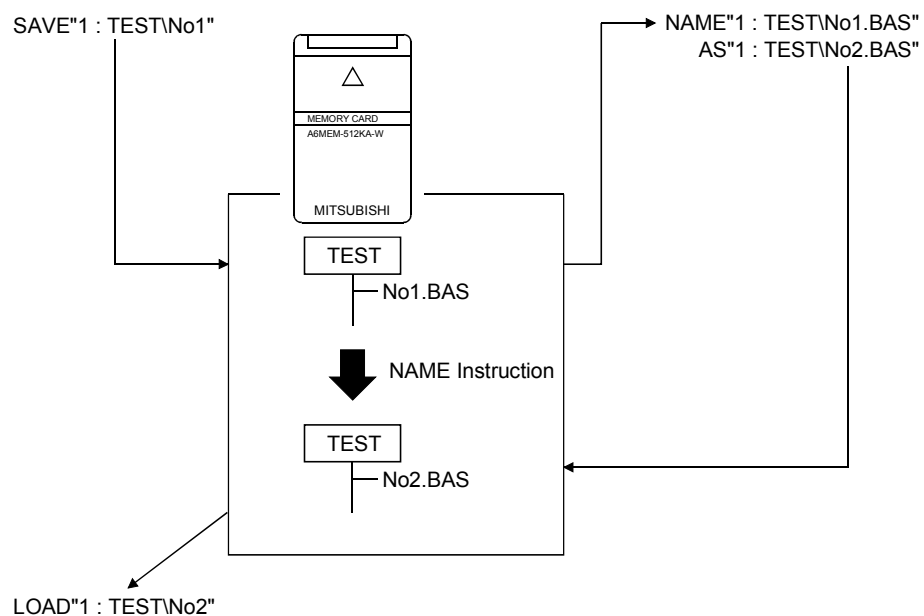 SAVE"1 : TEST\No1"
NAME"1 : TEST\No1.BAS"
AS"1 : TEST\No2.BAS"
MEMORY CARD
A6MEM-512KA-W
MITSUBISHI
TEST
No1.BAS
NAME Instruction
TEST
No2.BAS
LOAD"1 : TEST\No2"